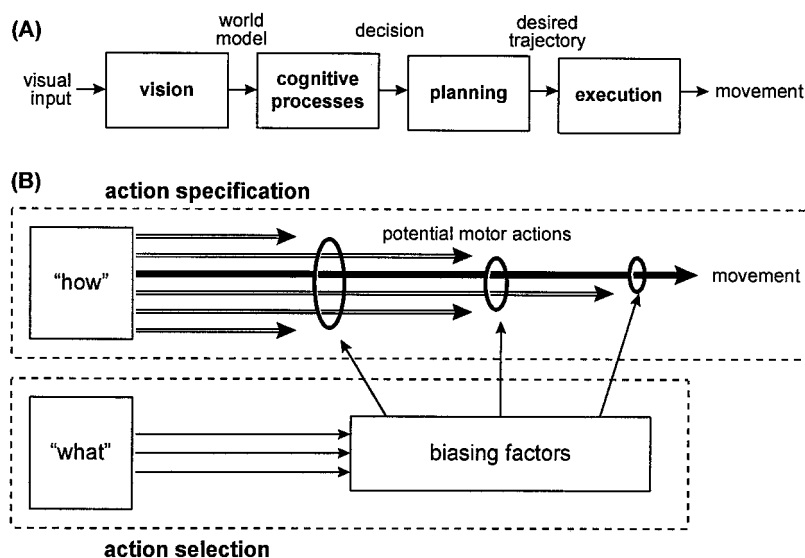 (A)
world
model
decision
desired
trajectory
visual
input
vision
cognitive
processes
planning
execution
movement
(B)
action specification
"how"
potential motor actions
movement
"what"
biasing factors
action selection